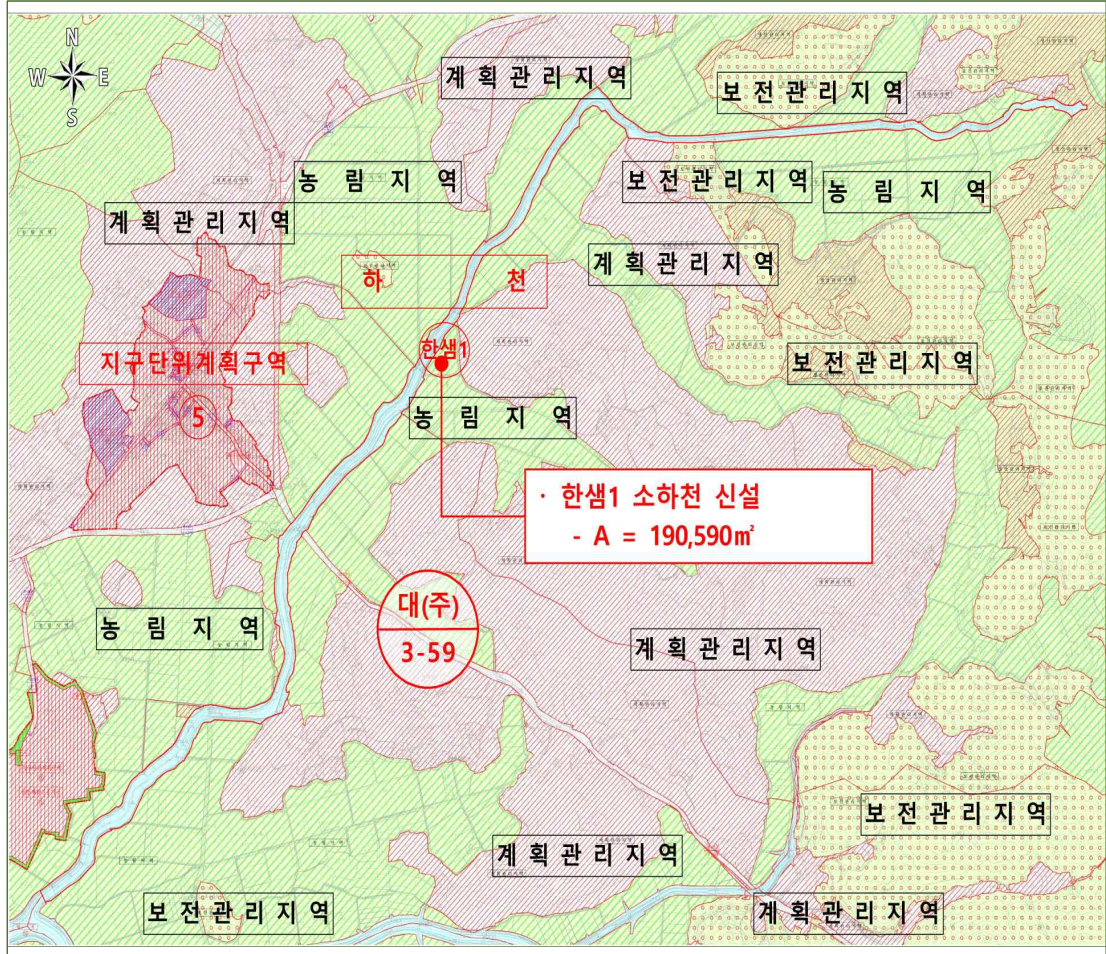 N
W E
S
계획관리지역
보전관리지역
농림지역
보전관리지역
농림지역
계획관리지역
계획관리지역
하천
한샘1
지구단위계획구역
5
보전관리지역
농림지역
· 한샘1 소하천 신설
- A = 190,590㎡
대(주)
3-59
농림지역
계획관리지역
보전관리지역
계획관리지역
보전관리지역
계획관리지역